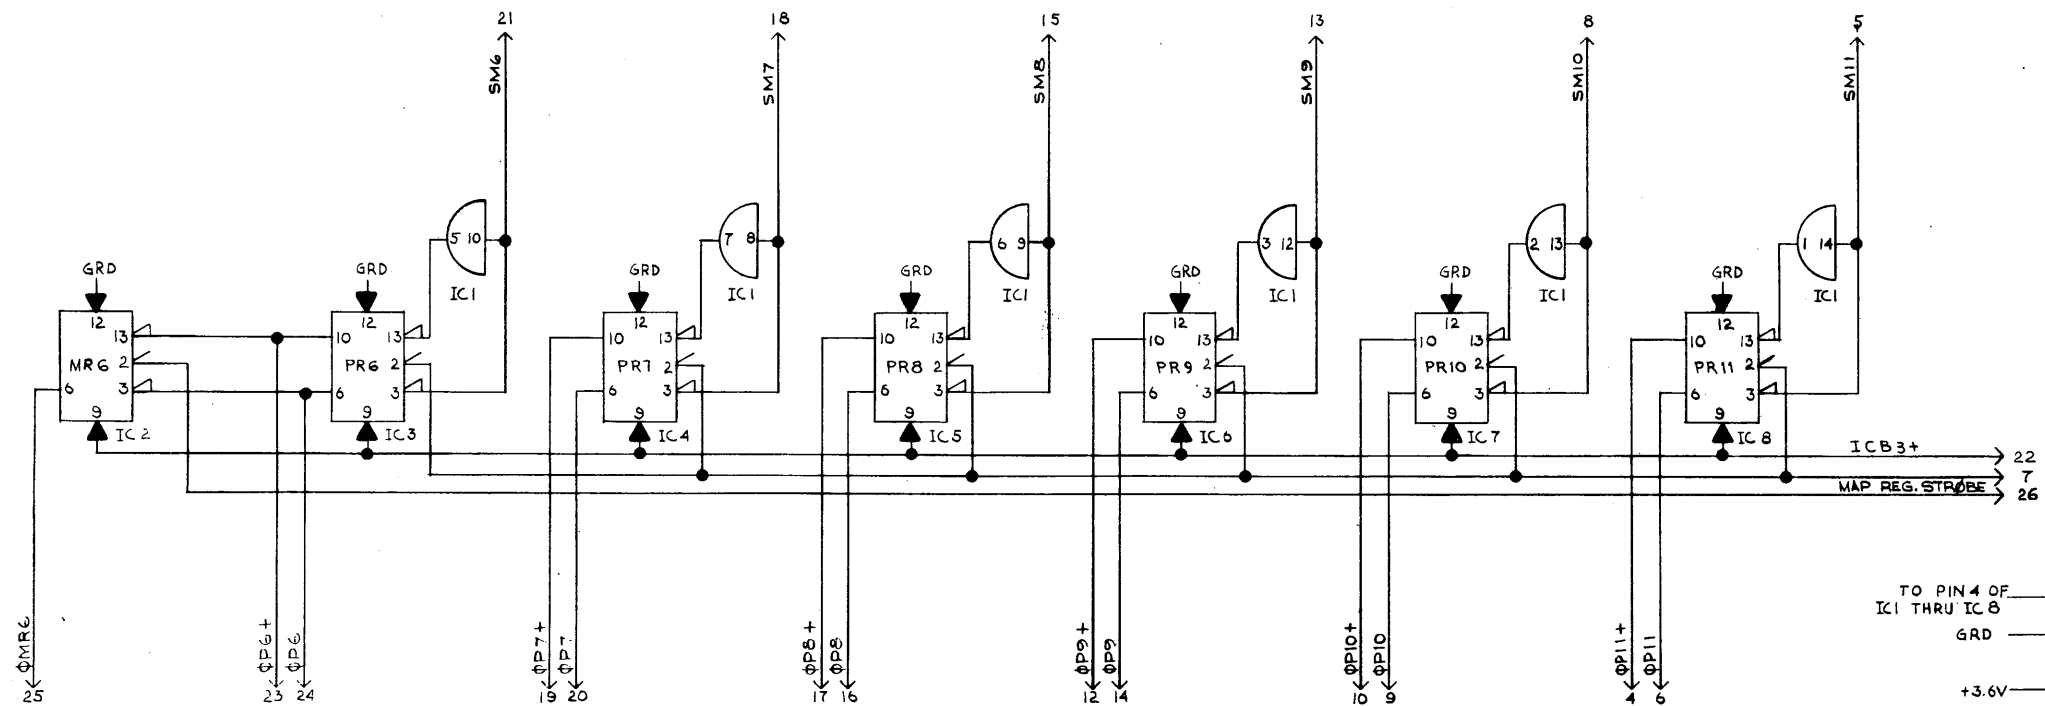 21 18 15 13 8 5
SM6 SM7 SM8 SM9 SM10 SM11
5 10 7 8 6 9 3 12 2 13 1 14
IC1 IC1 IC1 IC1 IC1 IC1
GRD GRD GRD GRD GRD GRD GRD
12 12 12 12 12 12 12
13 10 13 10 13 10 13 10 13 10 13 10 13
MR6 2 PR6 2 PR7 2 PR8 2 PR9 2 PR10 2 PR11 2
6 3 6 3 6 3 6 3 6 3 6 3 6 3
9 9 9 9 9 9 9
IC2 IC3 IC4 IC5 IC6 IC7 IC8
ICB3+ 22
7
MAP REG. STRØBE 26
TO PIN 4 OF
IC1 THRU IC8
GRD
+3.6V
ΦMR6 ΦP6+ ΦP6 ΦP7+ ΦP7 ΦP8+ ΦP8 ΦP9+ ΦP9 ΦP10+ ΦP10 ΦP11+ ΦP11
25 23 24 19 20 17 16 12 14 10 9 4 6